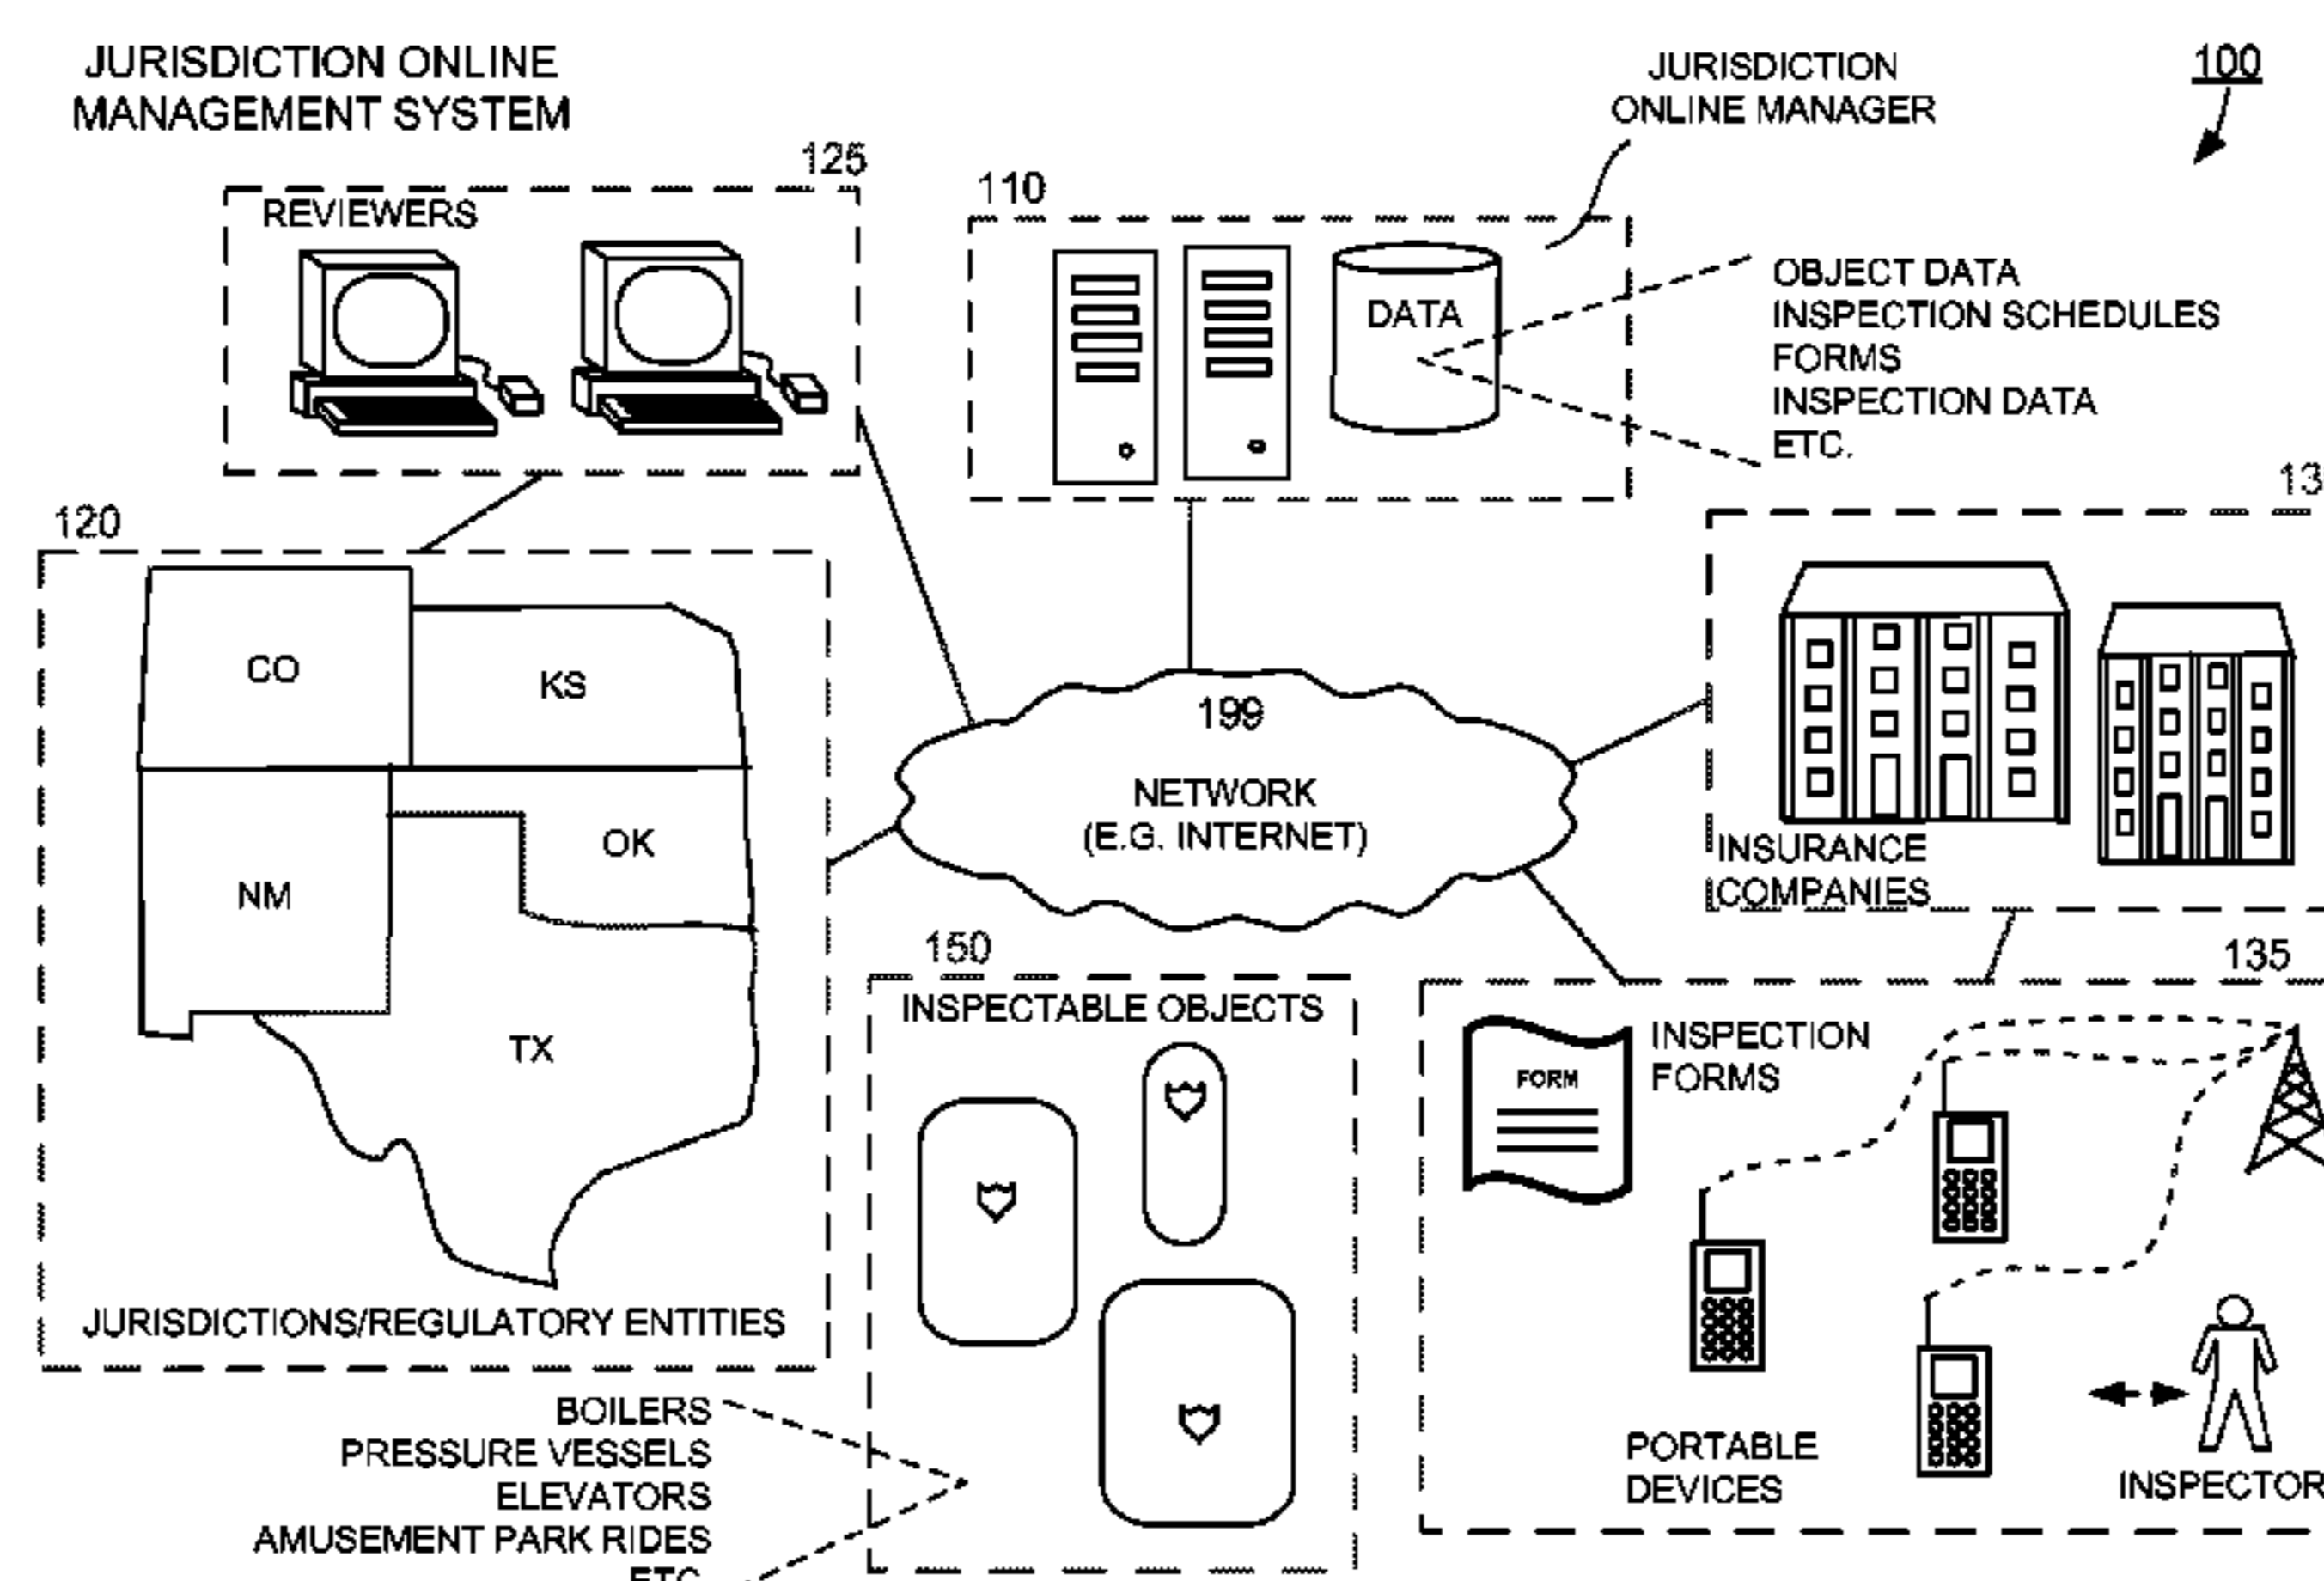 JURISDICTION ONLINE
MANAGEMENT SYSTEM
JURISDICTION
ONLINE MANAGER
100
125
REVIEWERS
110
DATA
OBJECT DATA
INSPECTION SCHEDULES
FORMS
INSPECTION DATA
ETC.
13
120
CO
KS
NM
OK
TX
JURISDICTIONS/REGULATORY ENTITIES
199
NETWORK
(E.G. INTERNET)
INSURANCE
COMPANIES
150
INSPECTABLE OBJECTS
135
FORM
INSPECTION
FORMS
PORTABLE
DEVICES
INSPECTOR
BOILERS
PRESSURE VESSELS
ELEVATORS
AMUSEMENT PARK RIDES
ETC.